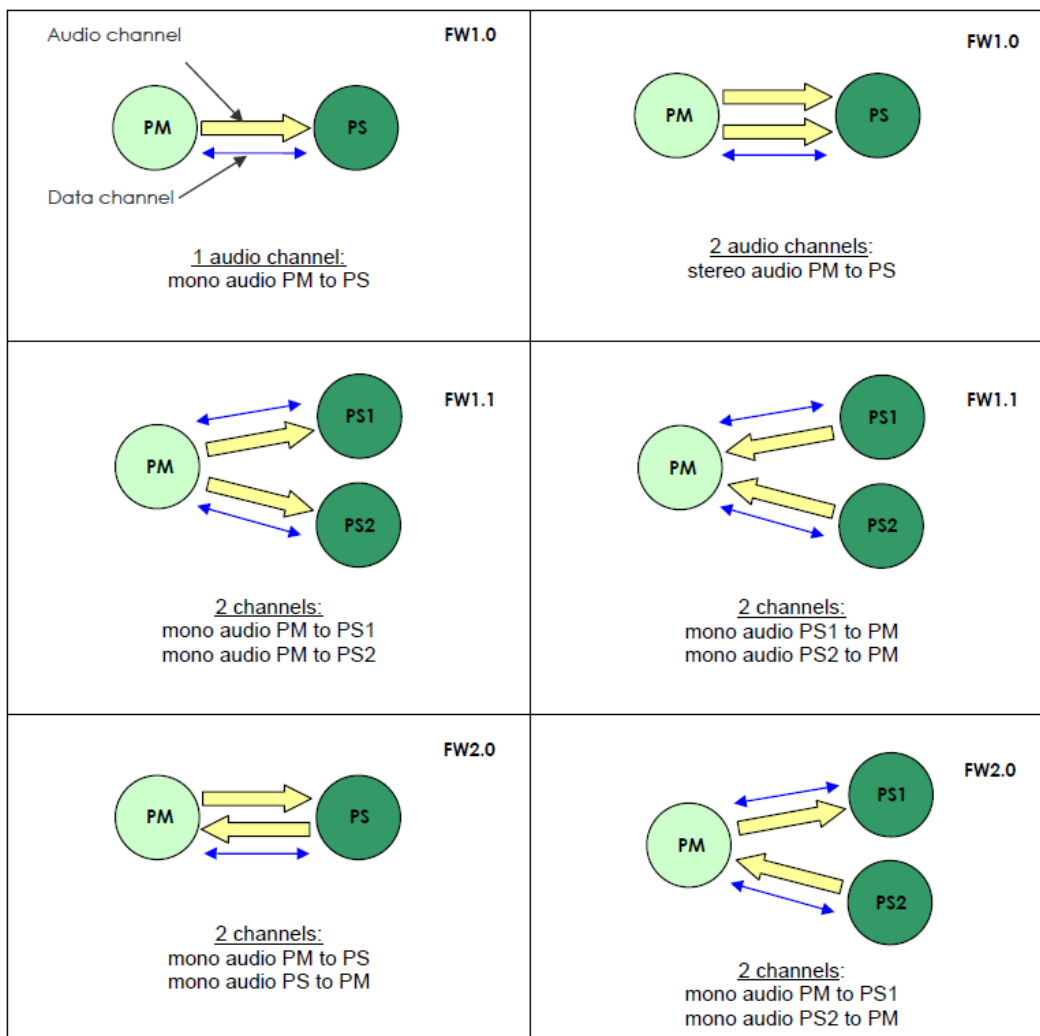 Audio channel
FW1.0
PM
PS
Data channel
1 audio channel:
mono audio PM to PS
FW1.0
PM
PS
2 audio channels:
stereo audio PM to PS
FW1.1
PS1
PM
PS2
2 channels:
mono audio PM to PS1
mono audio PM to PS2
FW1.1
PS1
PM
PS2
2 channels:
mono audio PS1 to PM
mono audio PS2 to PM
FW2.0
PM
PS
2 channels:
mono audio PM to PS
mono audio PS to PM
FW2.0
PS1
PM
PS2
2 channels:
mono audio PM to PS1
mono audio PS2 to PM